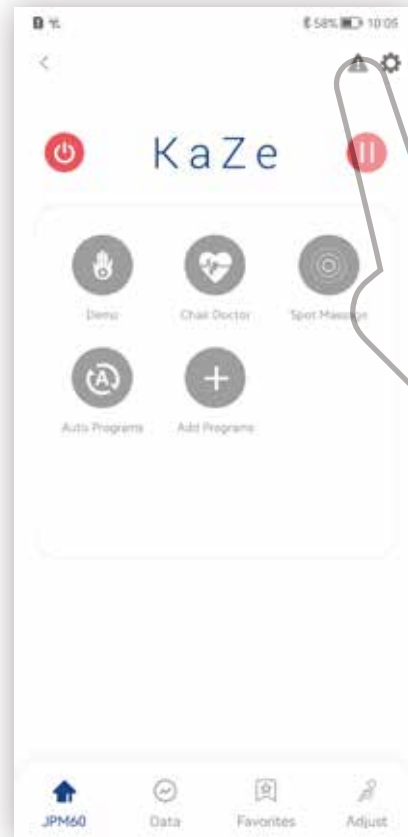 58% 10:05
KaZe
Demo Chair Doctor Spot Massage
Auto Programs Add Programs
JPM60 Data Favorites Adjust